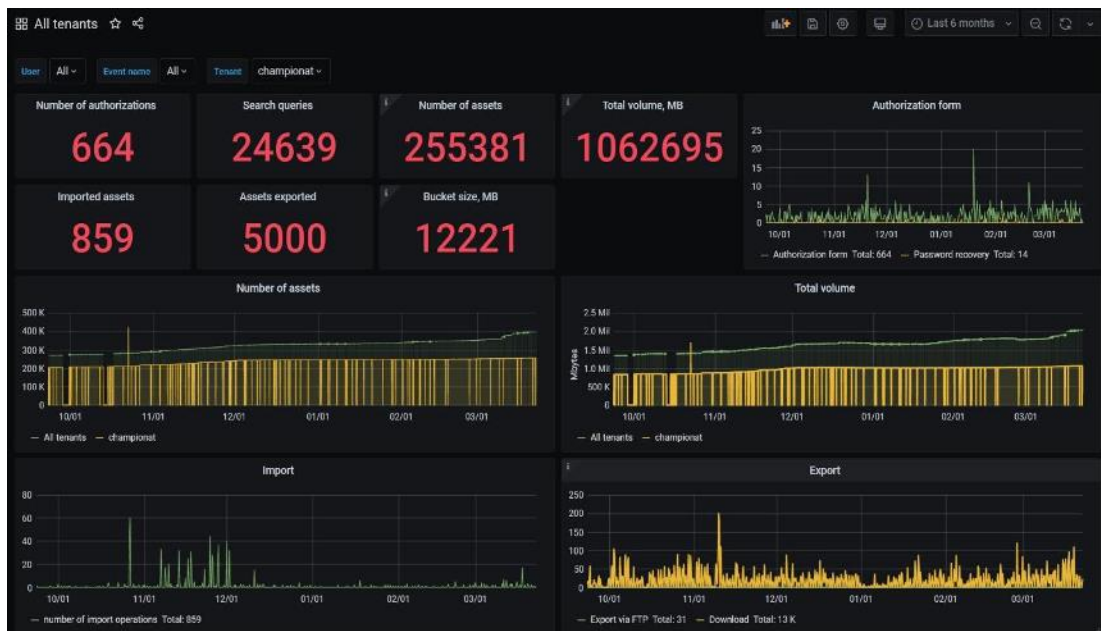 All tenants
Last 6 months
User All Event name All Tenant championat
Number of authorizations
664
Search queries
24639
Number of assets
255381
Total volume, MB
1062695
Authorization form
25
20
15
10
5
0
10/01 11/01 12/01 01/01 02/01 03/01
Authorization form Total: 664 Password recovery Total: 14
Imported assets
859
Assets exported
5000
Bucket size, MB
12221
Number of assets
500 K
400 K
300 K
200 K
100 K
0
10/01 11/01 12/01 01/01 02/01 03/01
All tenants championat
Total volume
Mbytes
2.5 Mil
2.0 Mil
1.5 Mil
1.0 Mil
500 K
0
10/01 11/01 12/01 01/01 02/01 03/01
All tenants championat
Import
80
60
40
20
0
10/01 11/01 12/01 01/01 02/01 03/01
number of import operations Total: 859
Export
250
200
150
100
50
0
10/01 11/01 12/01 01/01 02/01 03/01
Export via FTP Total: 31 Download Total: 13 K